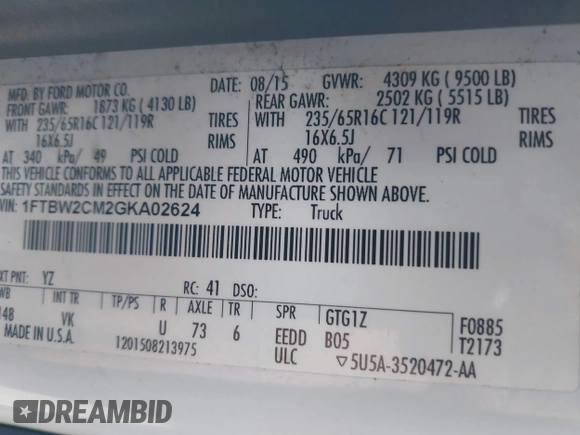 MFD. BY FORD MOTOR CO.
DATE: 08/15 GVWR: 4309 KG ( 9500 LB)
FRONT GAWR: 1873 KG ( 4130 LB) REAR GAWR: 2502 KG ( 5515 LB)
WITH 235/65R16C 121/119R TIRES WITH 235/65R16C 121/119R TIRES
16X6.5J RIMS 16X6.5J RIMS
AT 340 kPa/ 49 PSI COLD AT 490 kPa/ 71 PSI COLD
THIS VEHICLE CONFORMS TO ALL APPLICABLE FEDERAL MOTOR VEHICLE
SAFETY STANDARDS IN EFFECT ON THE DATE OF MANUFACTURE SHOWN ABOVE.
VIN: 1FTBW2CM2GKA02624 TYPE: Truck
EXT PNT: YZ RC: 41 DSO:
WB INT TR TP/PS R AXLE TR SPR GTG1Z F0885
148 VK U 73 6 EEDD B05 T2173
MADE IN U.S.A. 1201508213975 ULC ▽5U5A-3520472-AA
DREAMBID